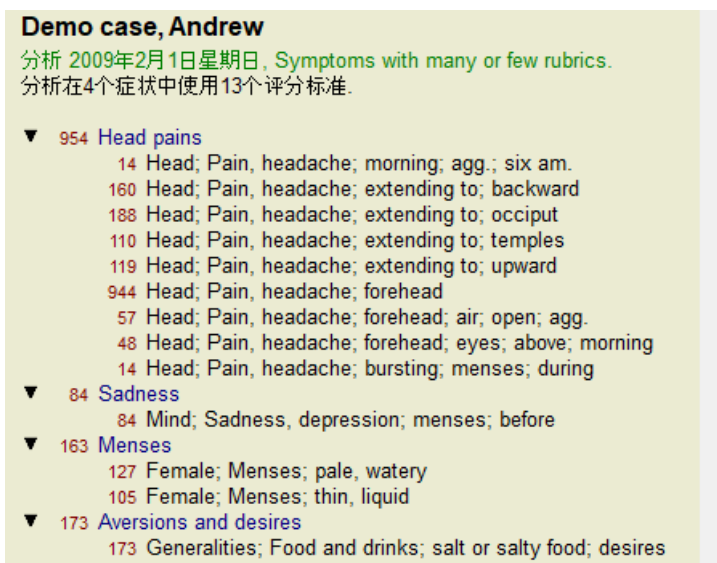 Demo case, Andrew
分析 2009年2月1日星期日, Symptoms with many or few rubrics.
分析在4个症状中使用13个评分标准.
▼ 954 Head pains
14 Head; Pain, headache; morning; agg.; six am.
160 Head; Pain, headache; extending to; backward
188 Head; Pain, headache; extending to; occiput
110 Head; Pain, headache; extending to; temples
119 Head; Pain, headache; extending to; upward
944 Head; Pain, headache; forehead
57 Head; Pain, headache; forehead; air; open; agg.
48 Head; Pain, headache; forehead; eyes; above; morning
14 Head; Pain, headache; bursting; menses; during
▼ 84 Sadness
84 Mind; Sadness, depression; menses; before
▼ 163 Menses
127 Female; Menses; pale, watery
105 Female; Menses; thin, liquid
▼ 173 Aversions and desires
173 Generalities; Food and drinks; salt or salty food; desires